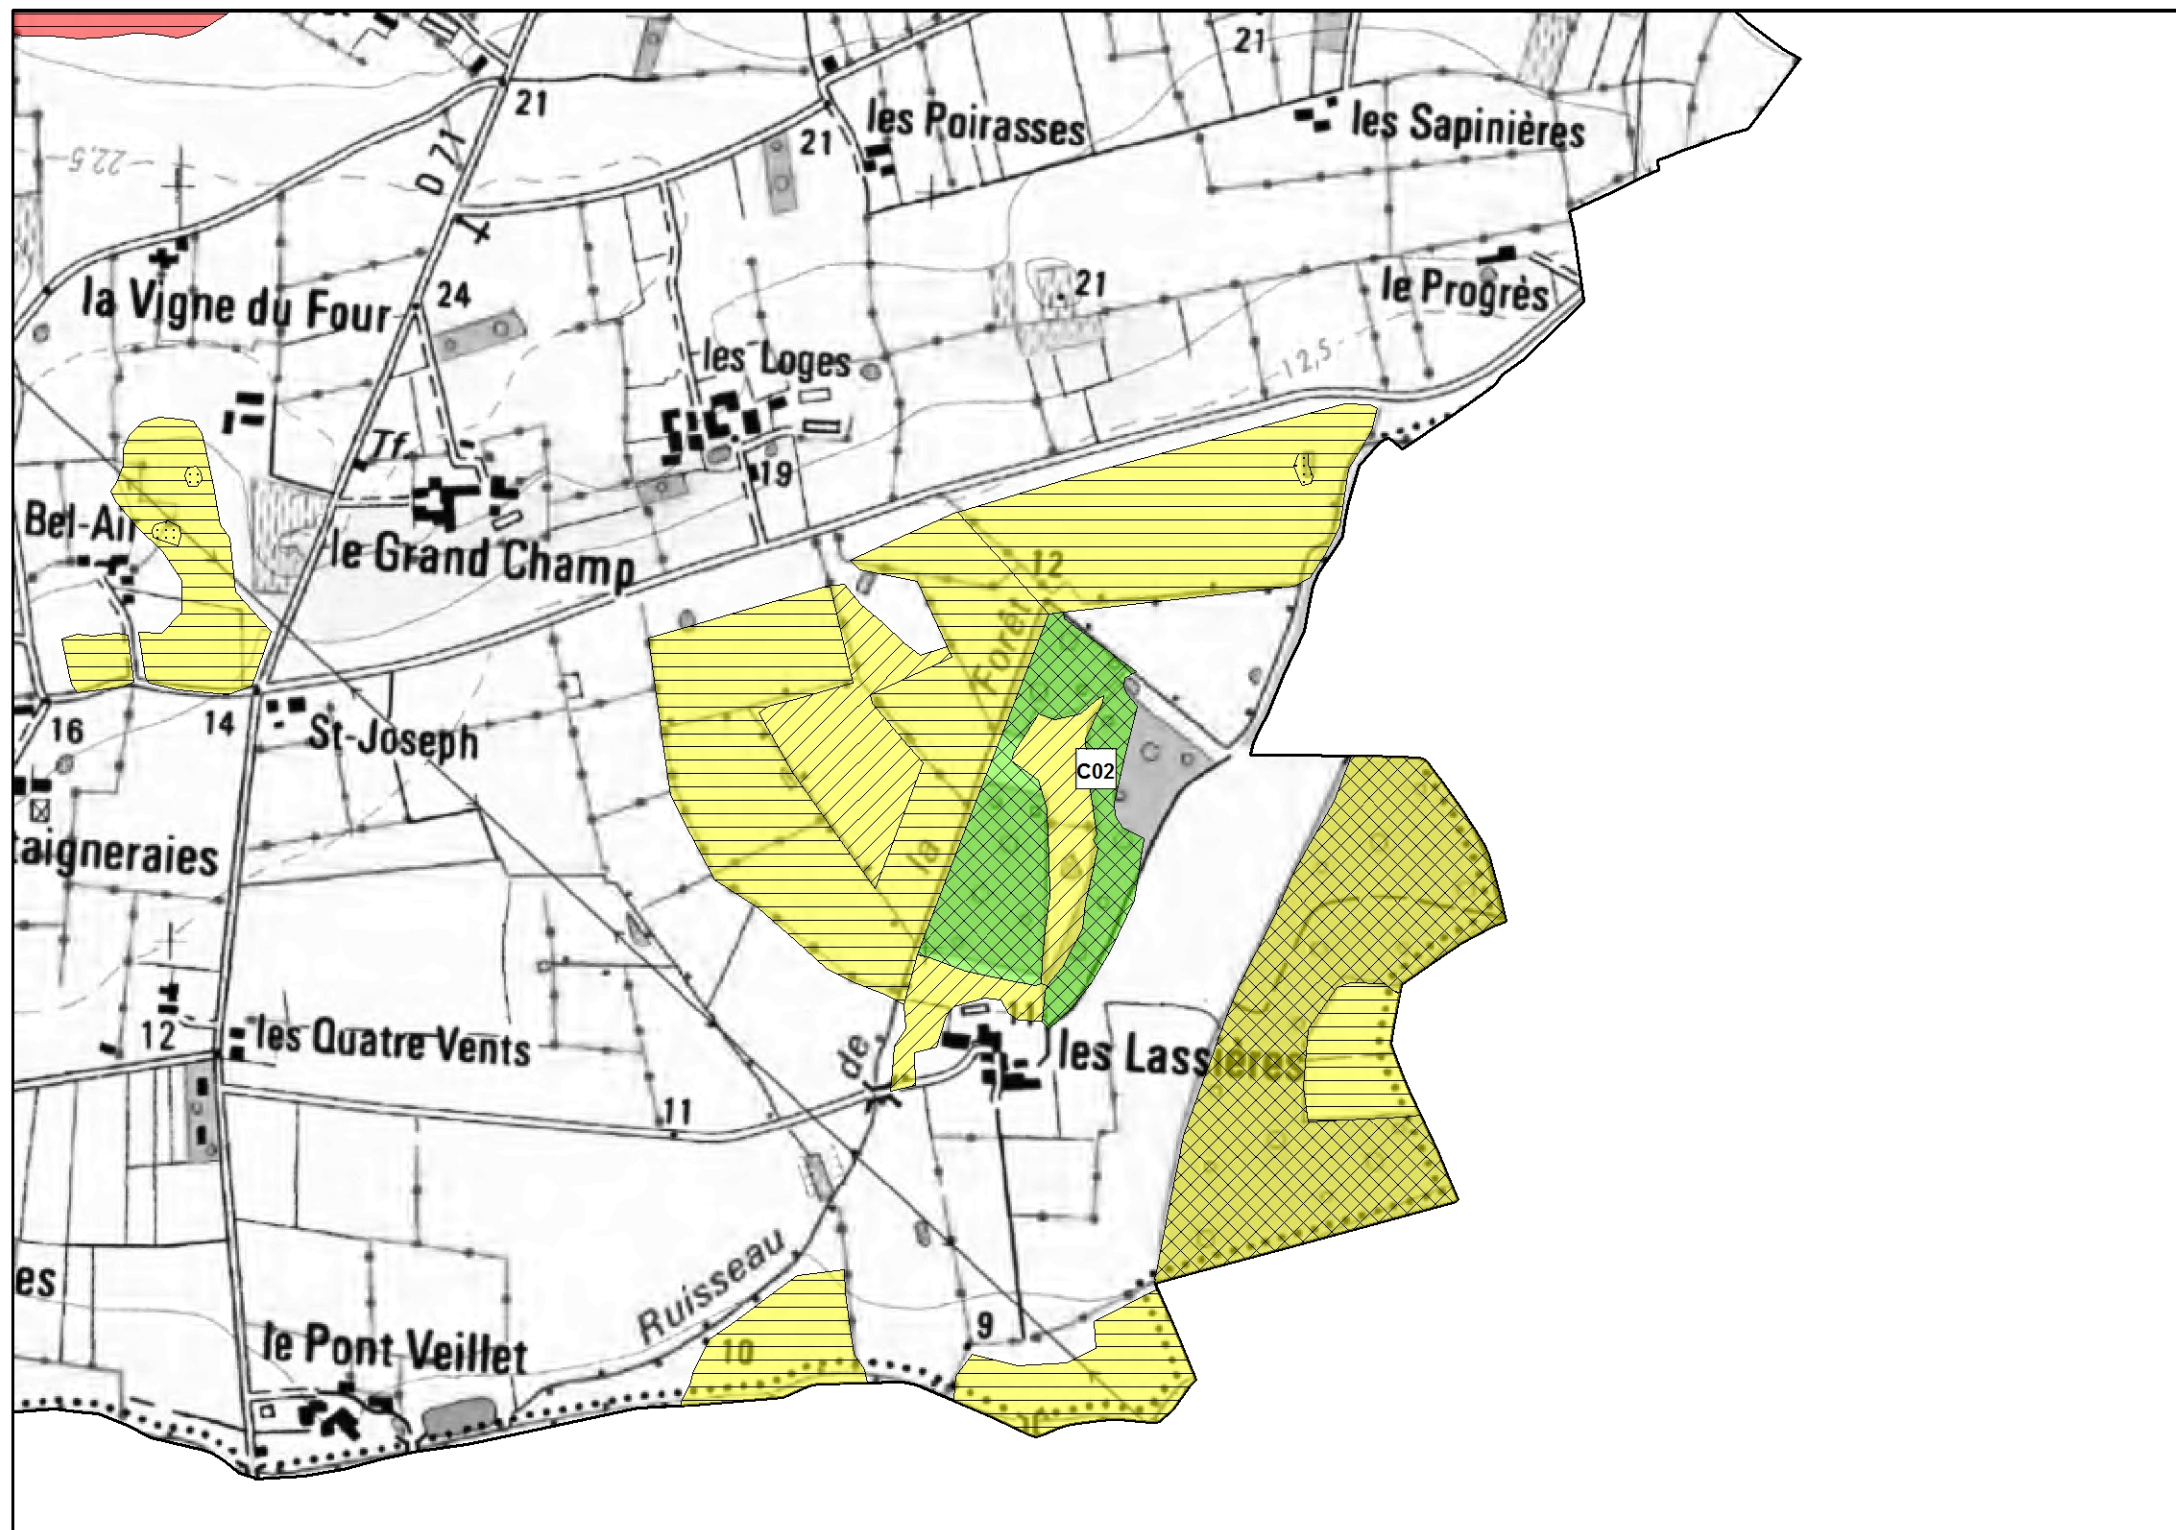 21
21
D 71
21
les Poirasses
les Sapinières
22,5
la Vigne du Four
24
21
le Progrès
les Loges
12,5
Tf.
19
Bel-Air
le Grand Champ
12
Forêt
16
14
St-Joseph
C02
taigneraies
la
12
les Quatre Vents
11
de
les Lassières
11
Ruisseau
es
le Pont Veillet
10
9